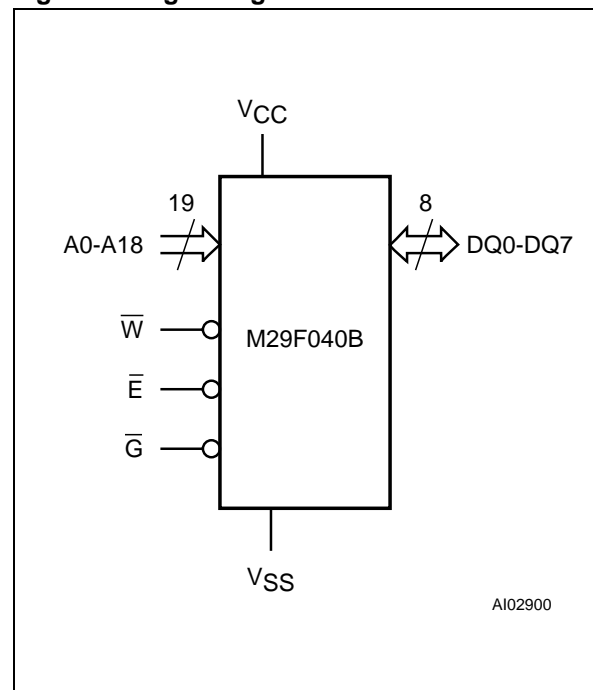 VCC
19
8
A0-A18
DQ0-DQ7
W̅
M29F040B
E̅
G̅
VSS
AI02900